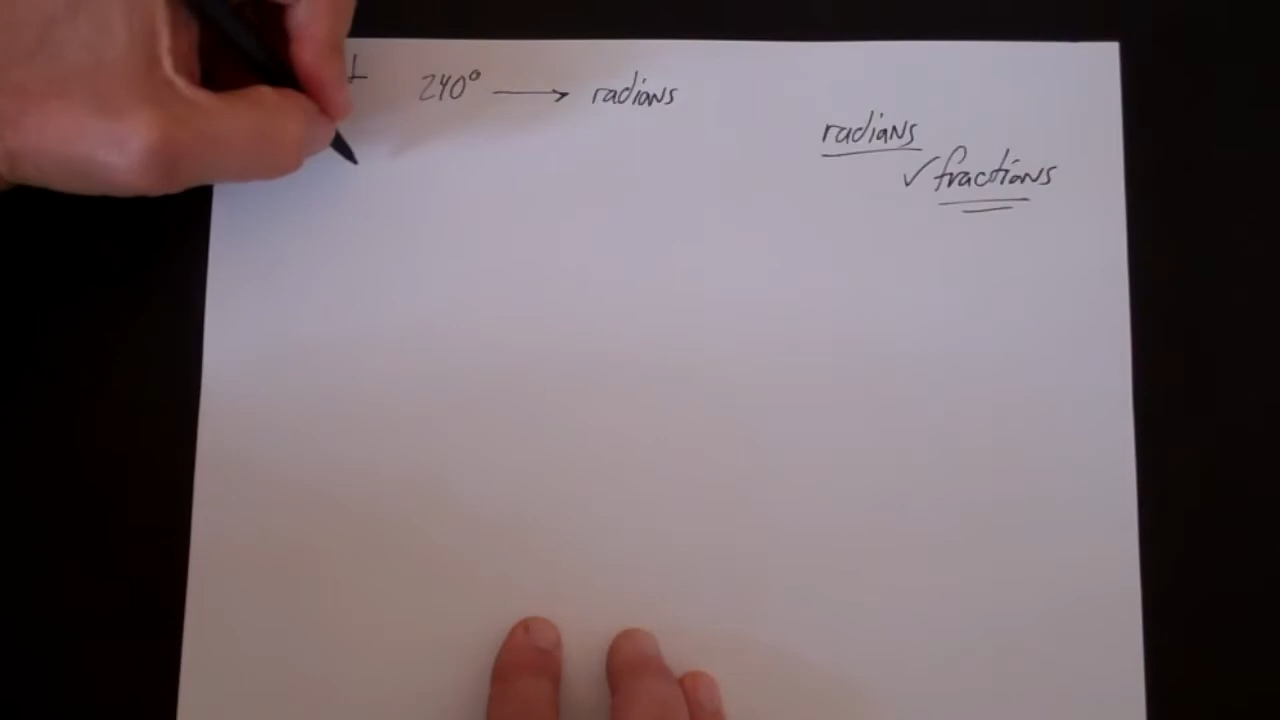 240° → radians
radians
✓ fractions